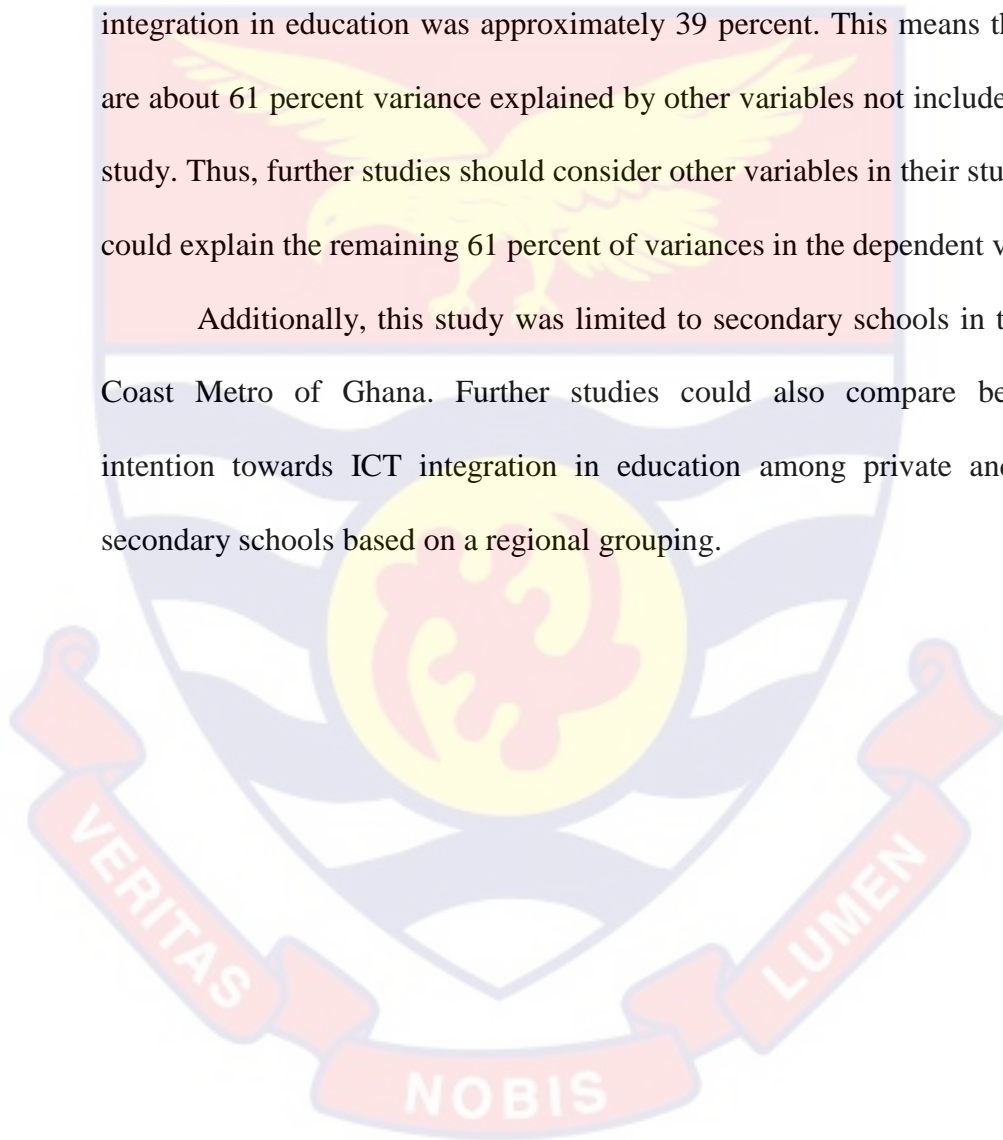 integration in education was approximately 39 percent. This means
are about 61 percent variance explained by other variables not
study. Thus, further studies should consider other variables in their
could explain the remaining 61 percent of variances in the dependent
Additionally, this study was limited to secondary schools in
Coast Metro of Ghana. Further studies could also compare
intention towards ICT integration in education among private
secondary schools based on a regional grouping.
VERITAS
NOBIS
LUMEN